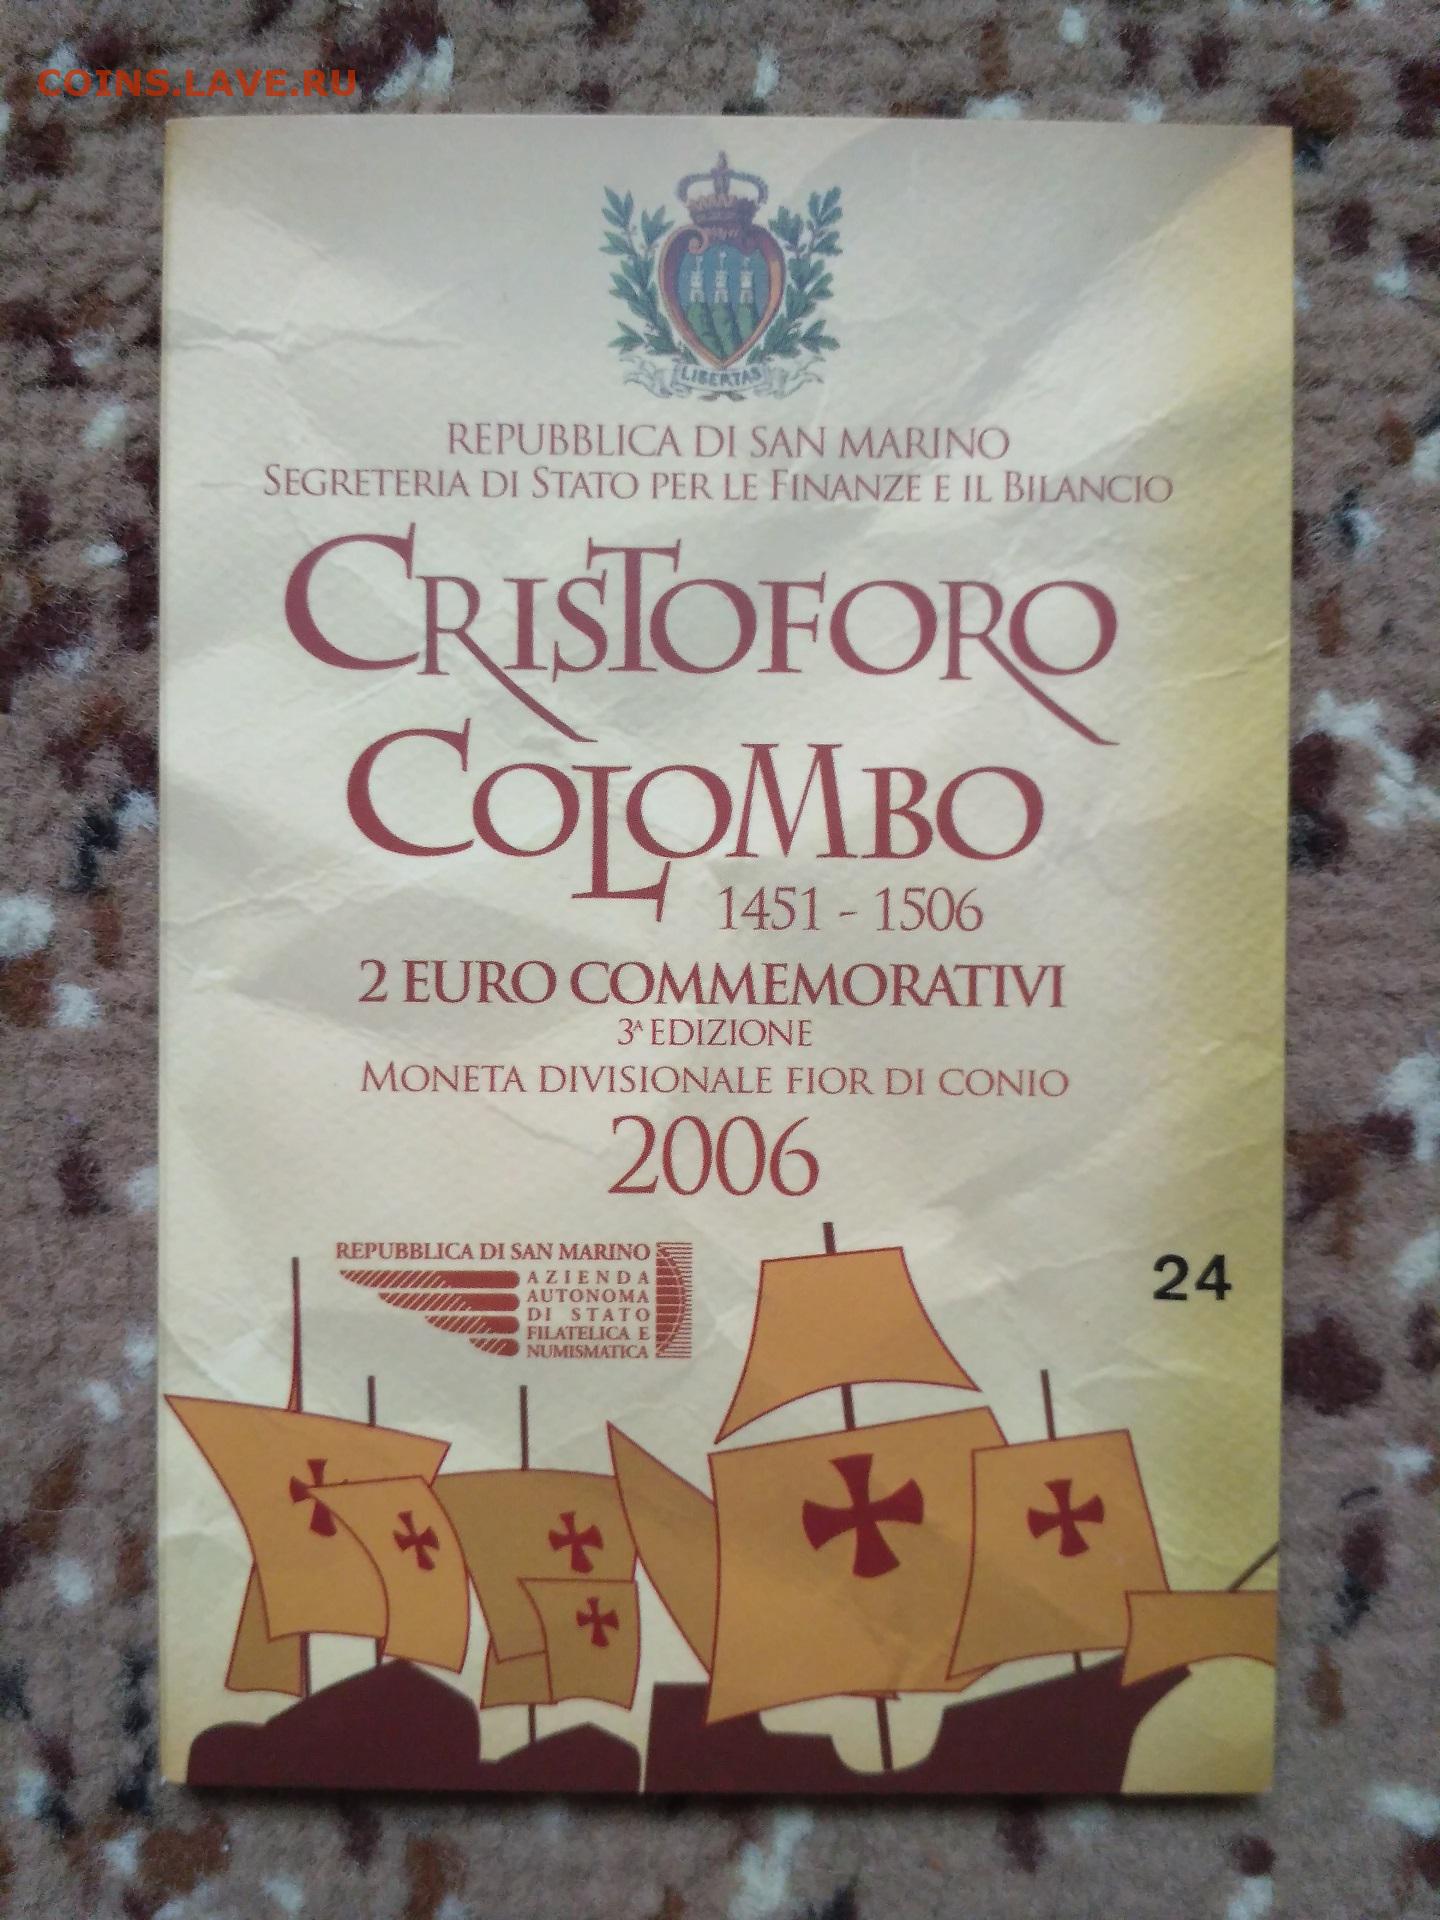 COINS.LAVE.RU
LIBERTAS
REPUBBLICA DI SAN MARINO
SEGRETERIA DI STATO PER LE FINANZE E IL BILANCIO
CRISTOFORO
COLOMBO
1451 - 1506
2 EURO COMMEMORATIVI
3ª EDIZIONE
MONETA DIVISIONALE FIOR DI CONIO
2006
REPUBBLICA DI SAN MARINO
AZIENDA
AUTONOMA
DI STATO
FILATELICA E
NUMISMATICA
24